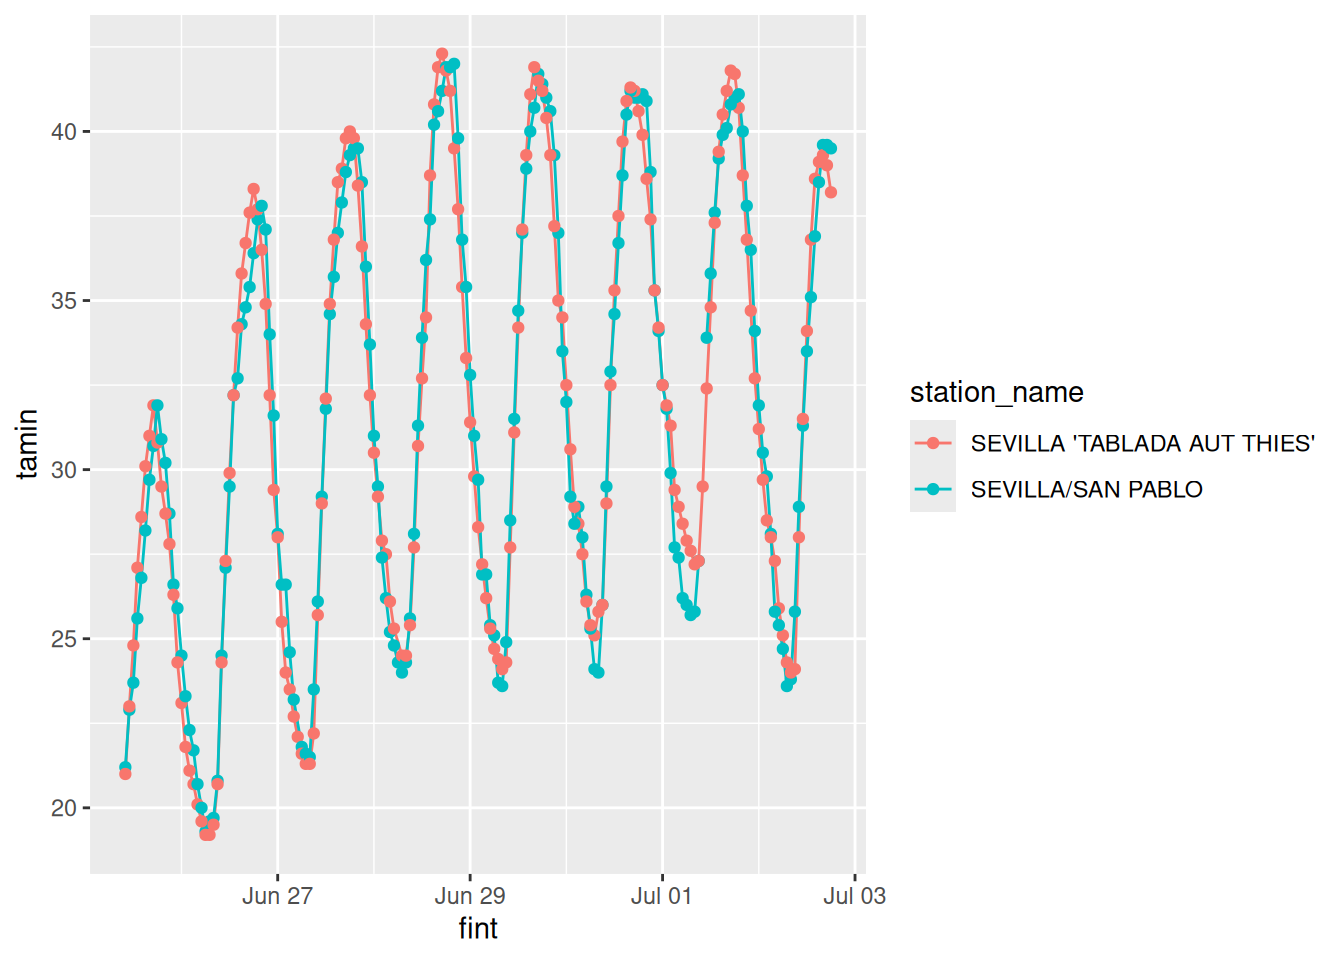 40
35
30
25
20
tamin
Jun 27
Jun 29
Jul 01
Jul 03
fint
station_name
SEVILLA 'TABLADA AUT THIES'
SEVILLA/SAN PABLO